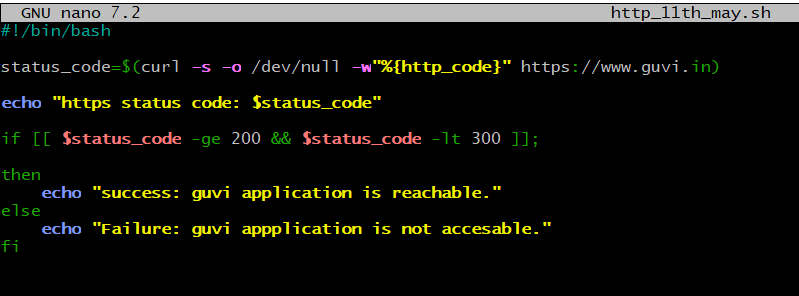 GNU nano 7.2 http_11th_may.sh
#!/bin/bash
status_code=$(curl -s -o /dev/null -w"%{http_code}" https://www.guvi.in)
echo "https status code: $status_code"
if [[ $status_code -ge 200 && $status_code -lt 300 ]];
then
    echo "success: guvi application is reachable."
else
    echo "Failure: guvi appplication is not accesable."
fi